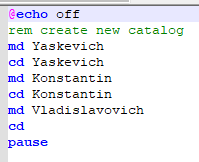 @echo off
rem create new catalog
md Yaskevich
cd Yaskevich
md Konstantin
cd Konstantin
md Vladislavovich
cd
pause